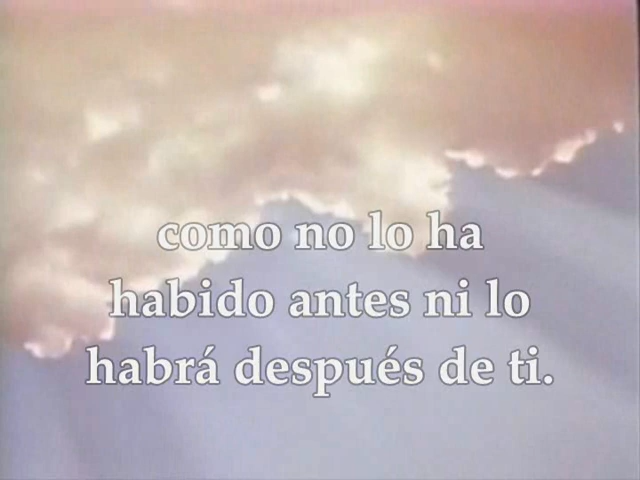 como no lo ha
habido antes ni lo
habrá después de ti.